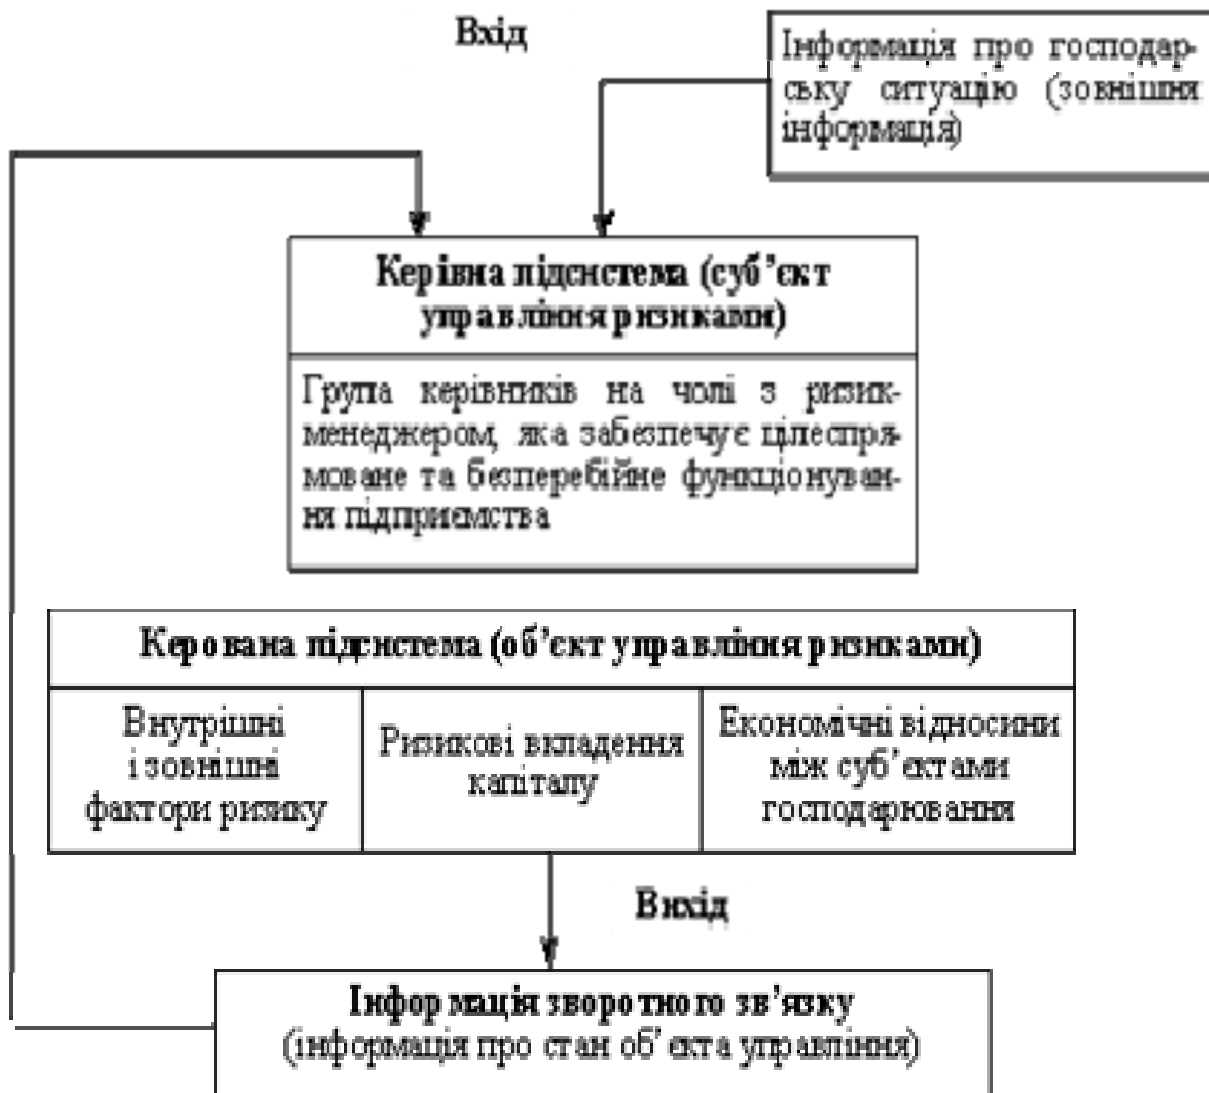 Вхід
Інформація про господар-
ську ситуацію (зовнішня
інформація)
Керівна підсистема (суб’єкт
управління ризиками)
Група керівників на чолі з ризик-
менеджером, яка забезпечує цілеспря-
моване та безперебійне функціонуван-
ня підприємства
Керована підсистема (об’єкт управління ризиками)
Внутрішні
і зовнішні
фактори ризику
Ризикові вкладення
капіталу
Економічні відносини
між суб’єктами
господарювання
Вихід
Інформація зворотного зв’язку
(інформація про стан об’єкта управління)